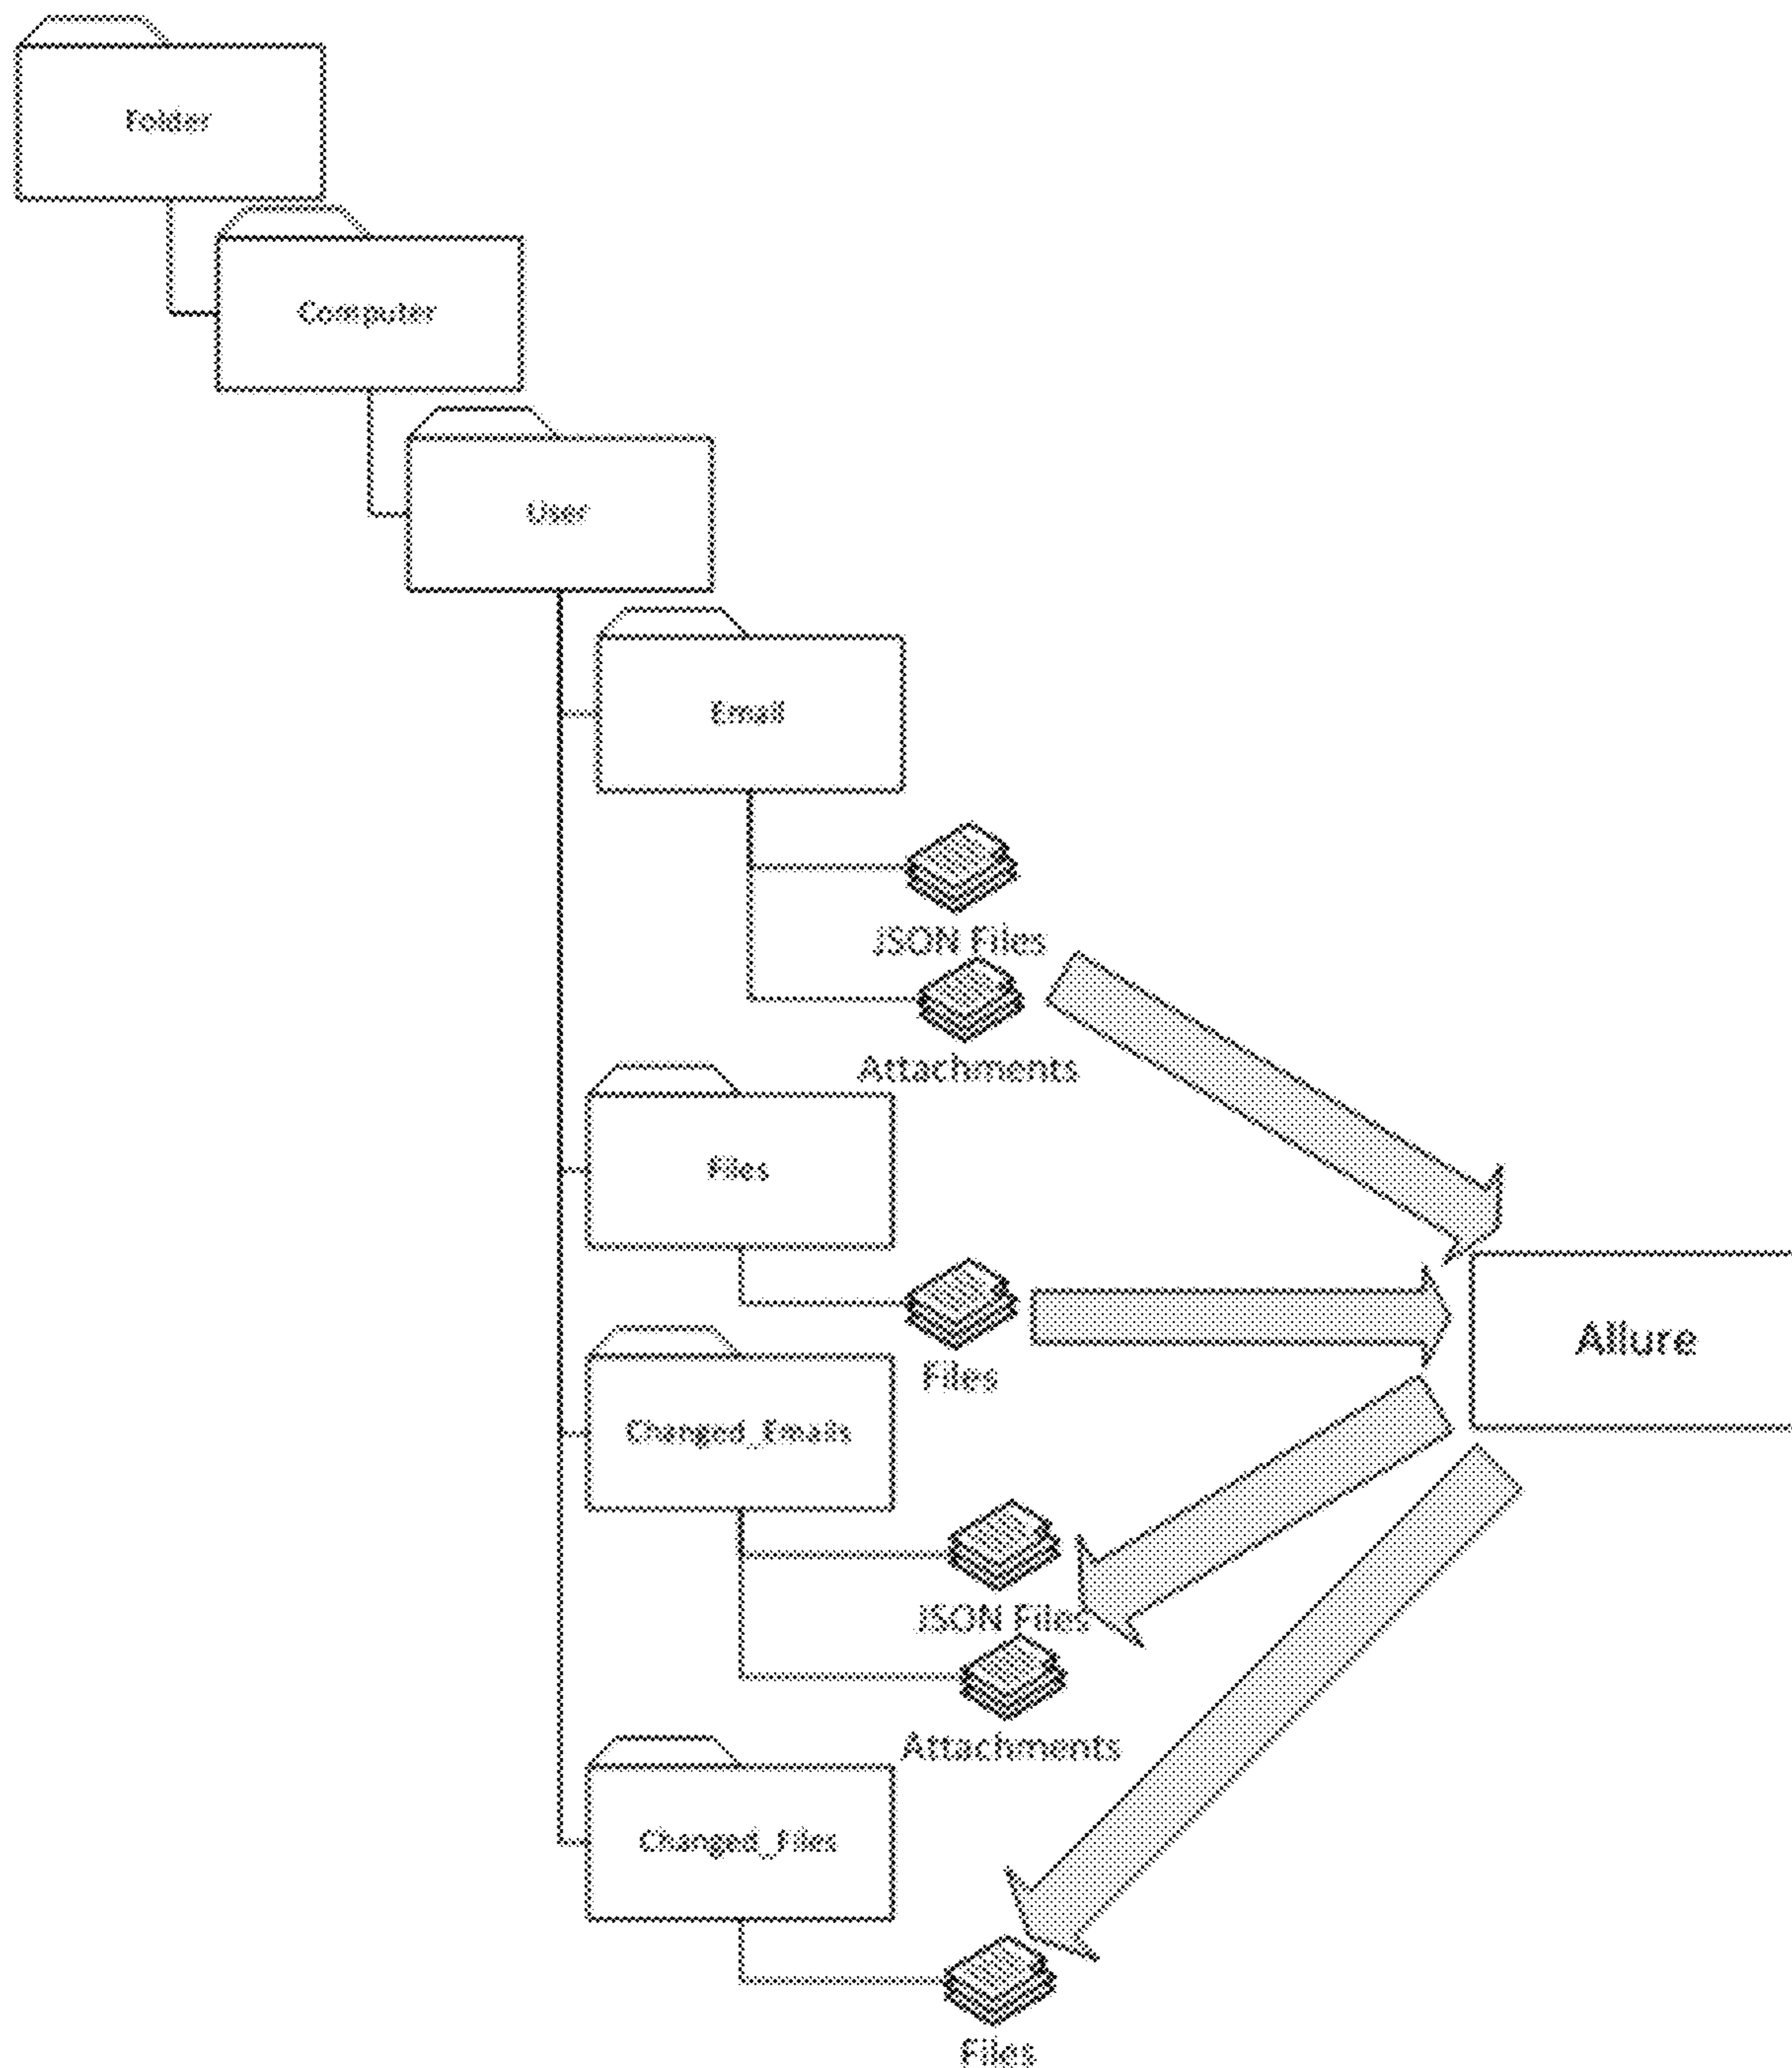 Folder
Computer
User
Email
JSON Files
Attachments
Files
Files
Allure
Changed_Emails
JSON Files
Attachments
Changed_Files
Files